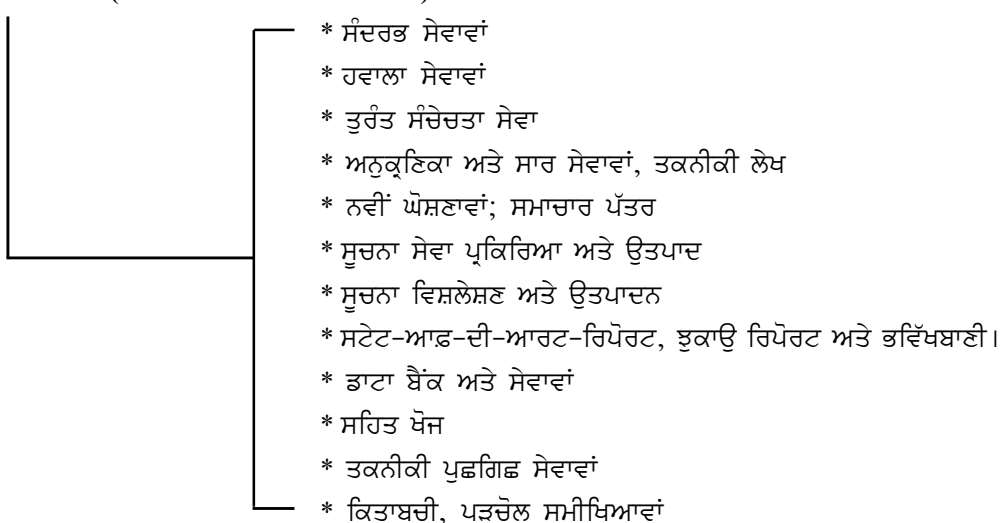 * ਸੰਦਰਭ ਸੇਵਾਵਾਂ
* ਹਵਾਲਾ ਸੇਵਾਵਾਂ
* ਤੁਰੰਤ ਸੰਚੇਚਤਾ ਸੇਵਾ
* ਅਨੁਕ੍ਰਣਿਕਾ ਅਤੇ ਸਾਰ ਸੇਵਾਵਾਂ, ਤਕਨੀਕੀ ਲੇਖ
* ਨਵੀਂ ਘੋਸ਼ਣਾਵਾਂ; ਸਮਾਚਾਰ ਪੱਤਰ
* ਸੂਚਨਾ ਸੇਵਾ ਪ੍ਰਕਿਰਿਆ ਅਤੇ ਉਤਪਾਦ
* ਸੂਚਨਾ ਵਿਸ਼ਲੇਸ਼ਣ ਅਤੇ ਉਤਪਾਦਨ
* ਸਟੇਟ-ਆਫ਼-ਦੀ-ਆਰਟ-ਰਿਪੋਰਟ, ਝੁਕਾਉ ਰਿਪੋਰਟ ਅਤੇ ਭਵਿੱਖਬਾਣੀ।
* ਡਾਟਾ ਬੈਂਕ ਅਤੇ ਸੇਵਾਵਾਂ
* ਸਹਿਤ ਖੋਜ
* ਤਕਨੀਕੀ ਪੁਛਗਿਛ ਸੇਵਾਵਾਂ
* ਕਿਤਾਬਚੀ, ਪੜਚੋਲ ਸਮੀਖਿਆਵਾਂ